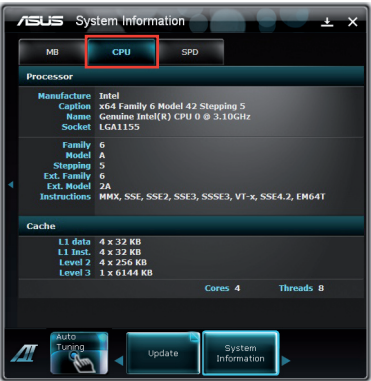 ASUS System Information
MB CPU SPD
Processor
Manufacture Intel
Caption x64 Family 6 Model 42 Stepping 5
Name Genuine Intel(R) CPU 0 @ 3.10GHz
Socket LGA1155
Family 6
Model A
Stepping 5
Ext. Family 6
Ext. Model 2A
Instructions MMX, SSE, SSE2, SSE3, SSSE3, VT-x, SSE4.2, EM64T
Cache
L1 data 4 x 32 KB
L1 Inst. 4 x 32 KB
Level 2 4 x 256 KB
Level 3 1 x 6144 KB
Cores 4 Threads 8
Auto
Tuning
Update
System
Information